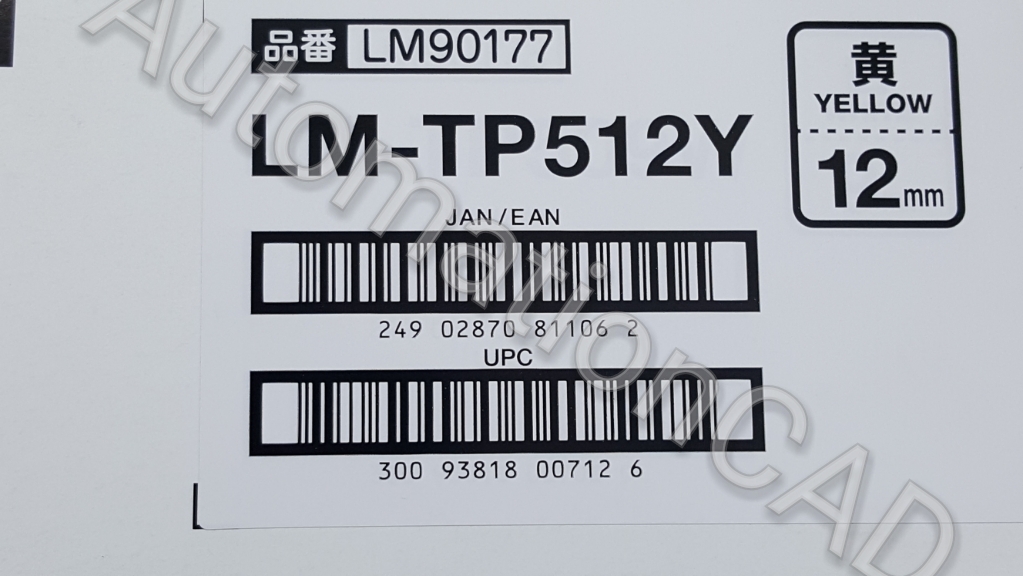 品番 LM90177
LM-TP512Y
黄
YELLOW
12mm
JAN/EAN
249 02870 81106 2
UPC
300 93818 00712 6
AutomationCAD